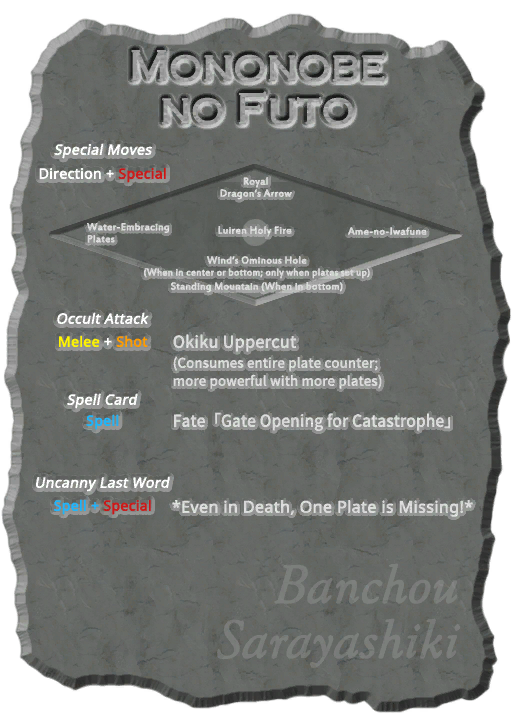 Mononobe
no Futo
Special Moves
Direction + Special
Royal
Dragon's Arrow
Water-Embracing
Plates
Luiren Holy Fire
Ame-no-Iwafune
Wind's Ominous Hole
(When in center or bottom; only when plates set up)
Standing Mountain (When in bottom)
Occult Attack
Melee + Shot
Okiku Uppercut
(Consumes entire plate counter;
more powerful with more plates)
Spell Card
Spell
Fate「Gate Opening for Catastrophe」
Uncanny Last Word
Spell + Special
*Even in Death, One Plate is Missing!*
Banchou
Sarayashiki